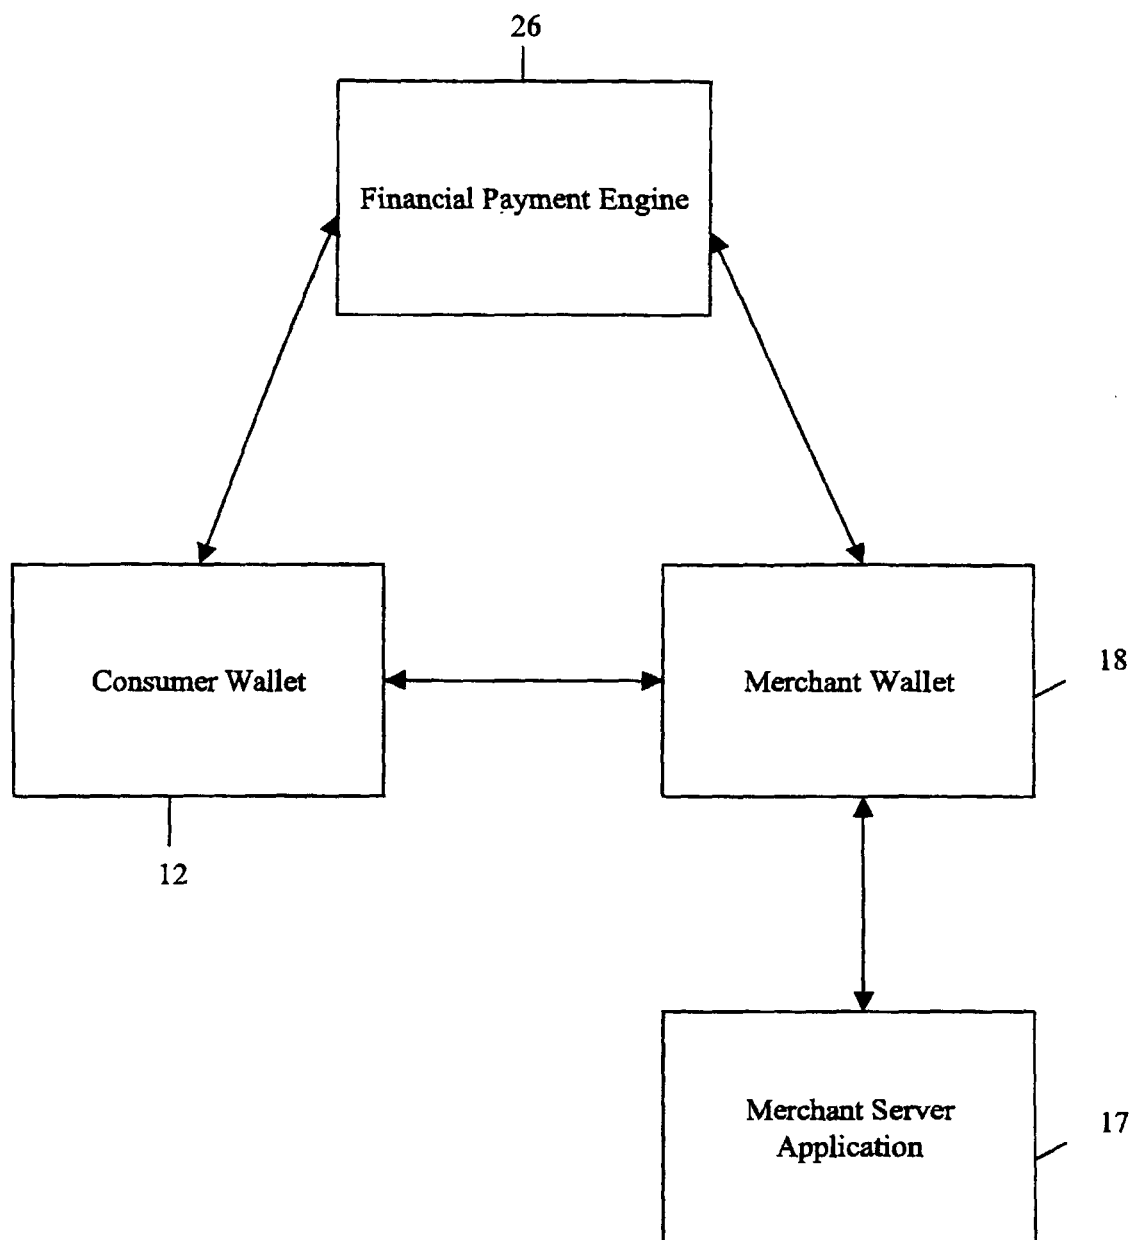 26
Financial Payment Engine
Consumer Wallet
Merchant Wallet
18
12
Merchant Server
Application
17